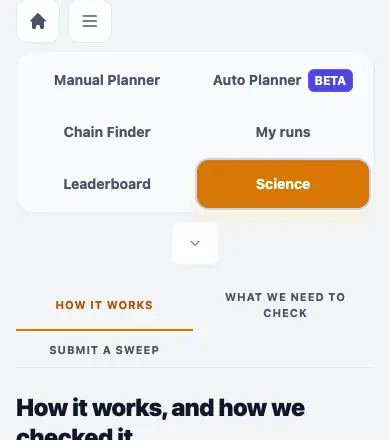 Manual Planner
Auto Planner BETA
Chain Finder
My runs
Leaderboard
Science
HOW IT WORKS
WHAT WE NEED TO
CHECK
SUBMIT A SWEEP
How it works, and how we
checked it